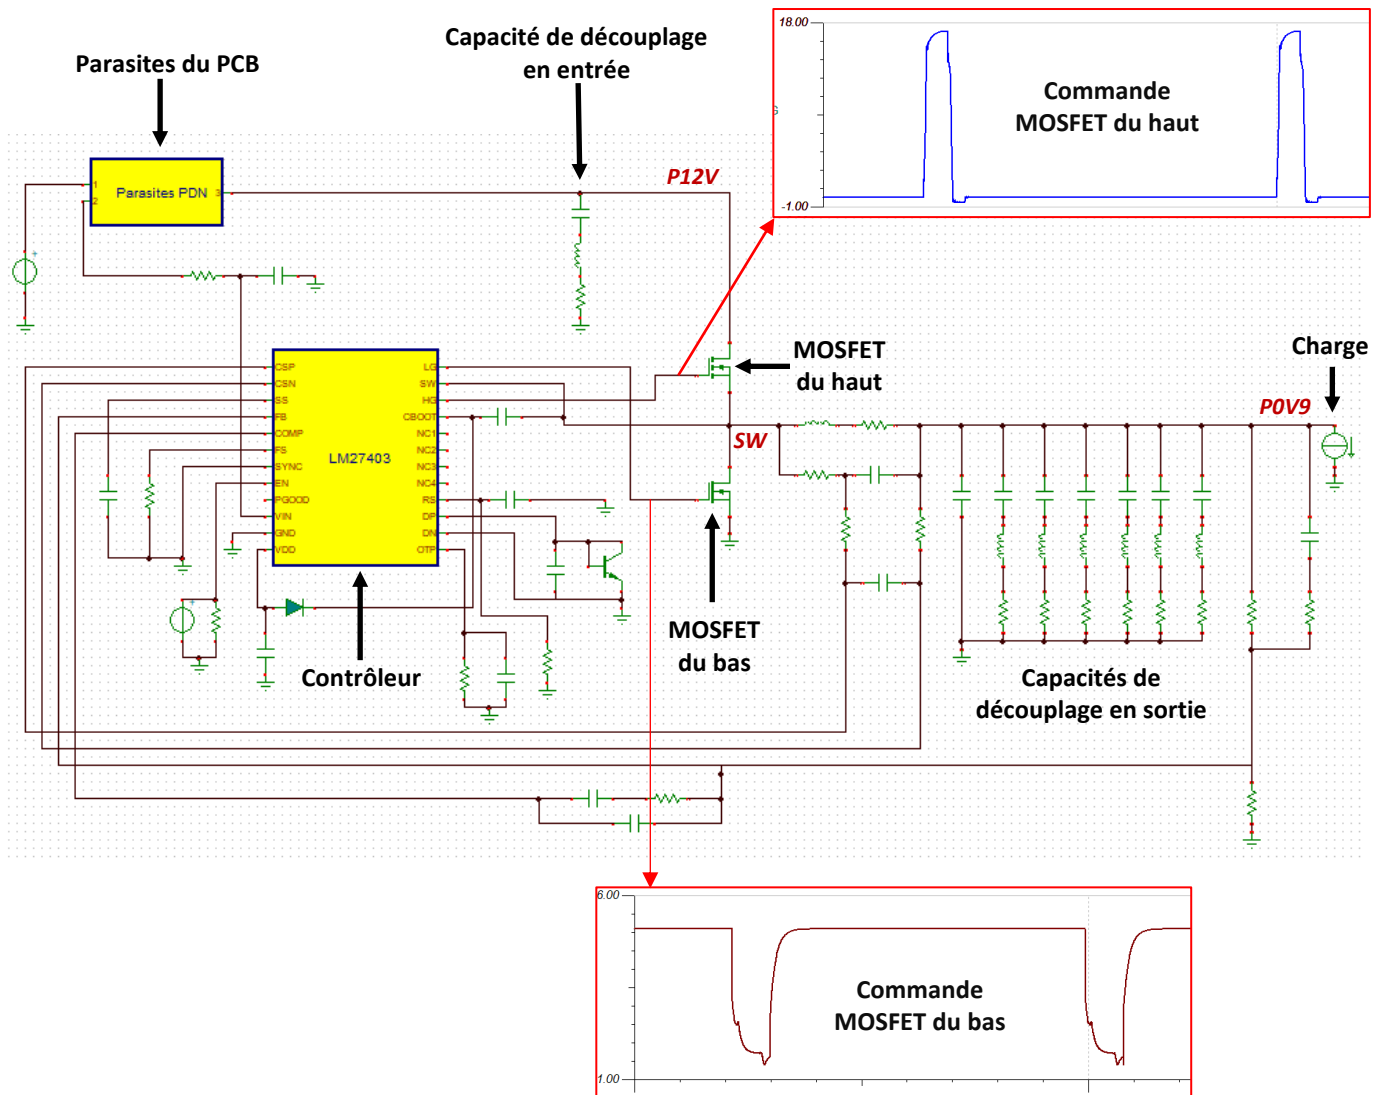 Parasites du PCB
Capacité de découplage
en entrée
18.00
-1.00
Commande
MOSFET du haut
P12V
Parasites PDN
1
2
3
+
MOSFET
du haut
Charge
P0V9
SW
LM27403
CSP
CSN
SS
FB
COMP
FS
SYNC
EN
PGOOD
VIN
GND
VDD
LG
SW
HG
CBOOT
NC1
NC2
NC3
NC4
RS
DP
DN
OTP
+
Contrôleur
MOSFET
du bas
Capacités de
découplage en sortie
6.00
1.00
Commande
MOSFET du bas